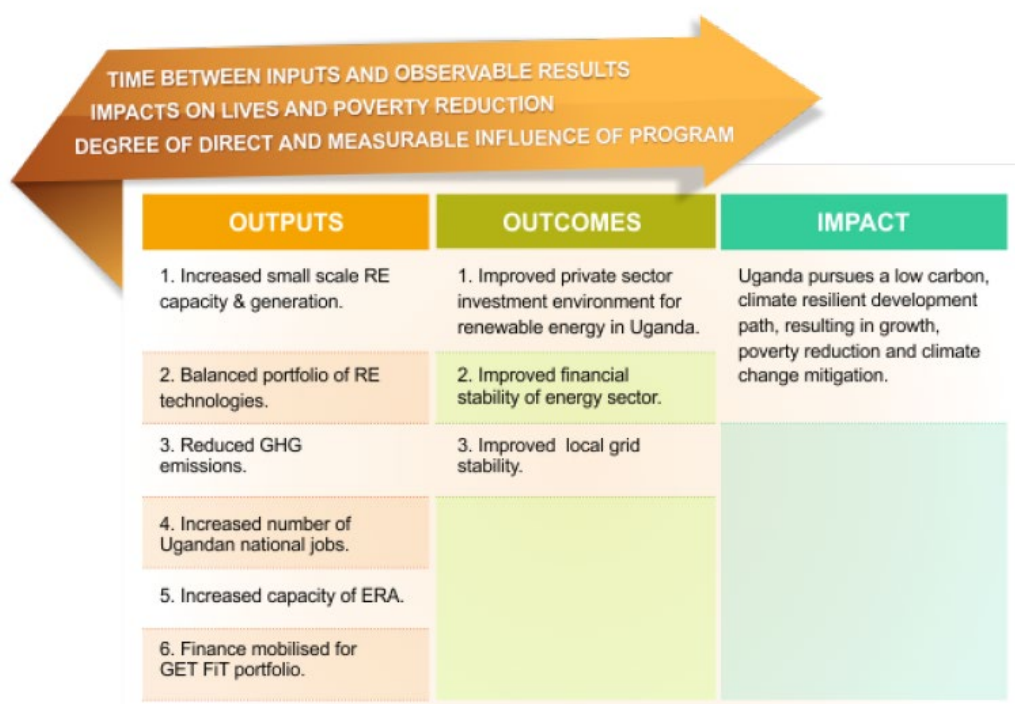 TIME BETWEEN INPUTS AND OBSERVABLE RESULTS
IMPACTS ON LIVES AND POVERTY REDUCTION
DEGREE OF DIRECT AND MEASURABLE INFLUENCE OF PROGRAM
OUTPUTS
1. Increased small scale RE
capacity & generation.
2. Balanced portfolio of RE
technologies.
3. Reduced GHG
emissions.
4. Increased number of
Ugandan national jobs.
5. Increased capacity of ERA.
6. Finance mobilised for
GET FiT portfolio.
OUTCOMES
1. Improved private sector
investment environment for
renewable energy in Uganda.
2. Improved financial
stability of energy sector.
3. Improved local grid
stability.
IMPACT
Uganda pursues a low carbon,
climate resilient development
path, resulting in growth,
poverty reduction and climate
change mitigation.